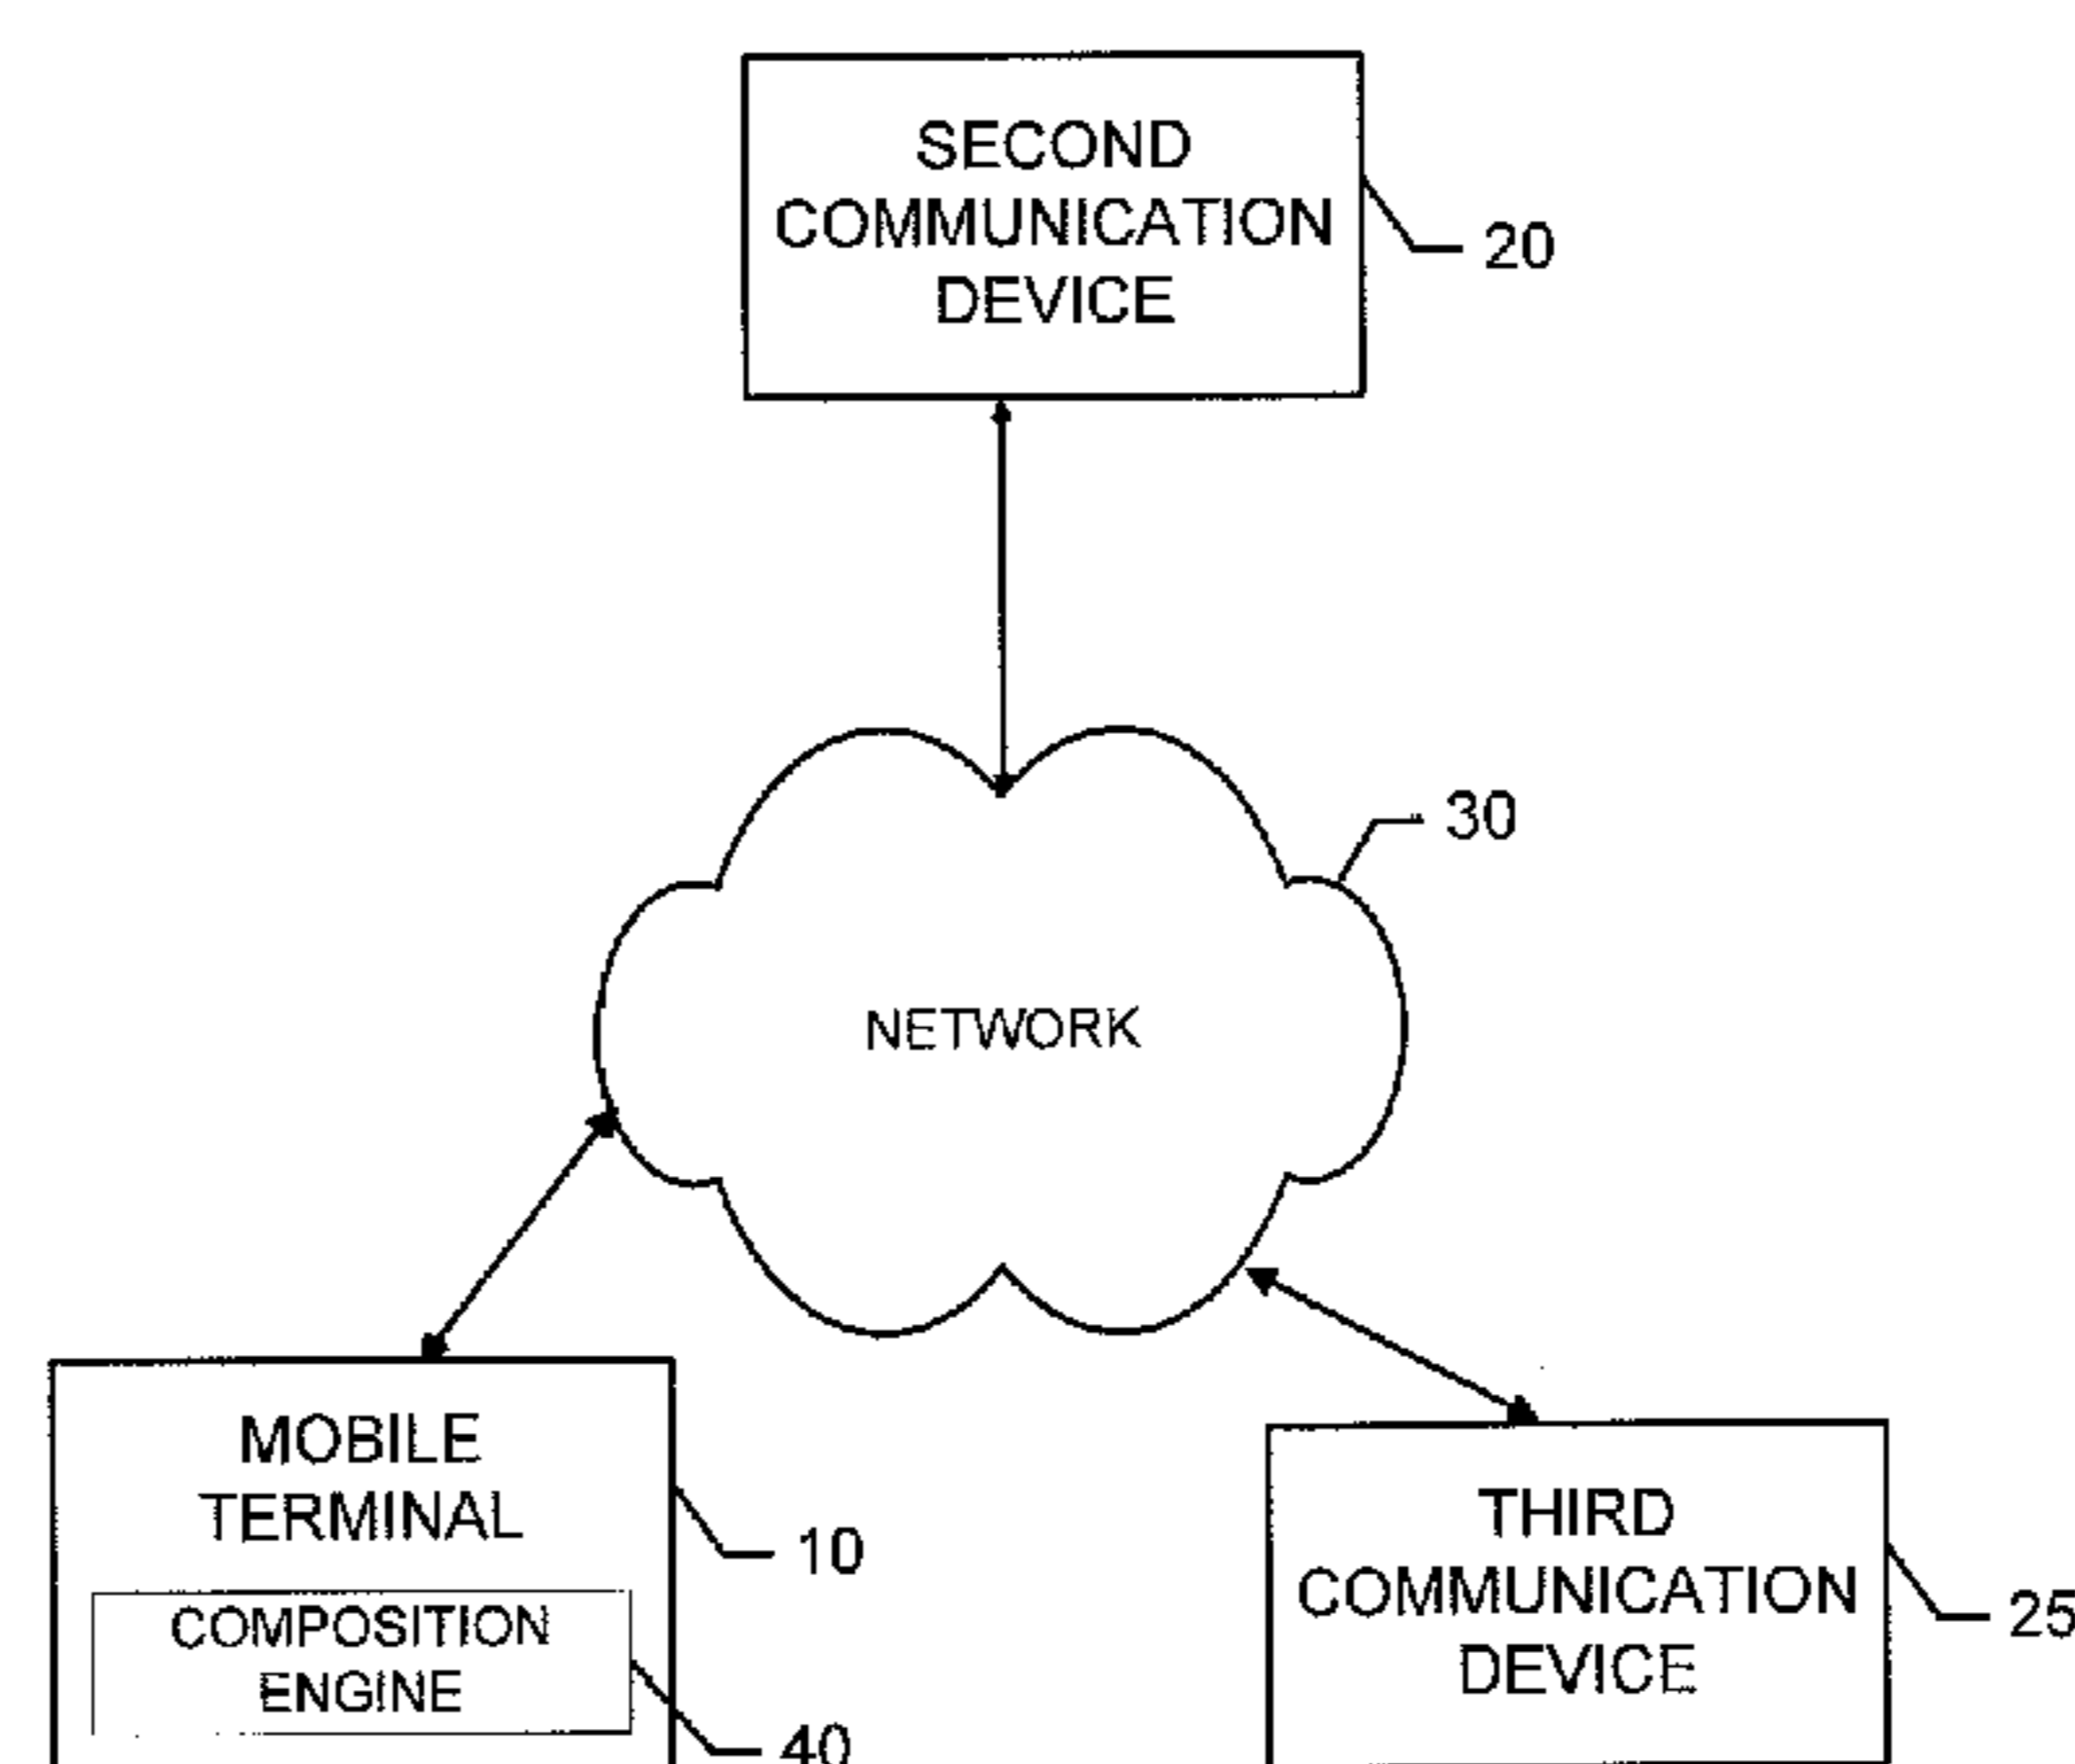 SECOND
COMMUNICATION
DEVICE
20
30
NETWORK
MOBILE
TERMINAL
10
COMPOSITION
ENGINE
40
THIRD
COMMUNICATION
DEVICE
25